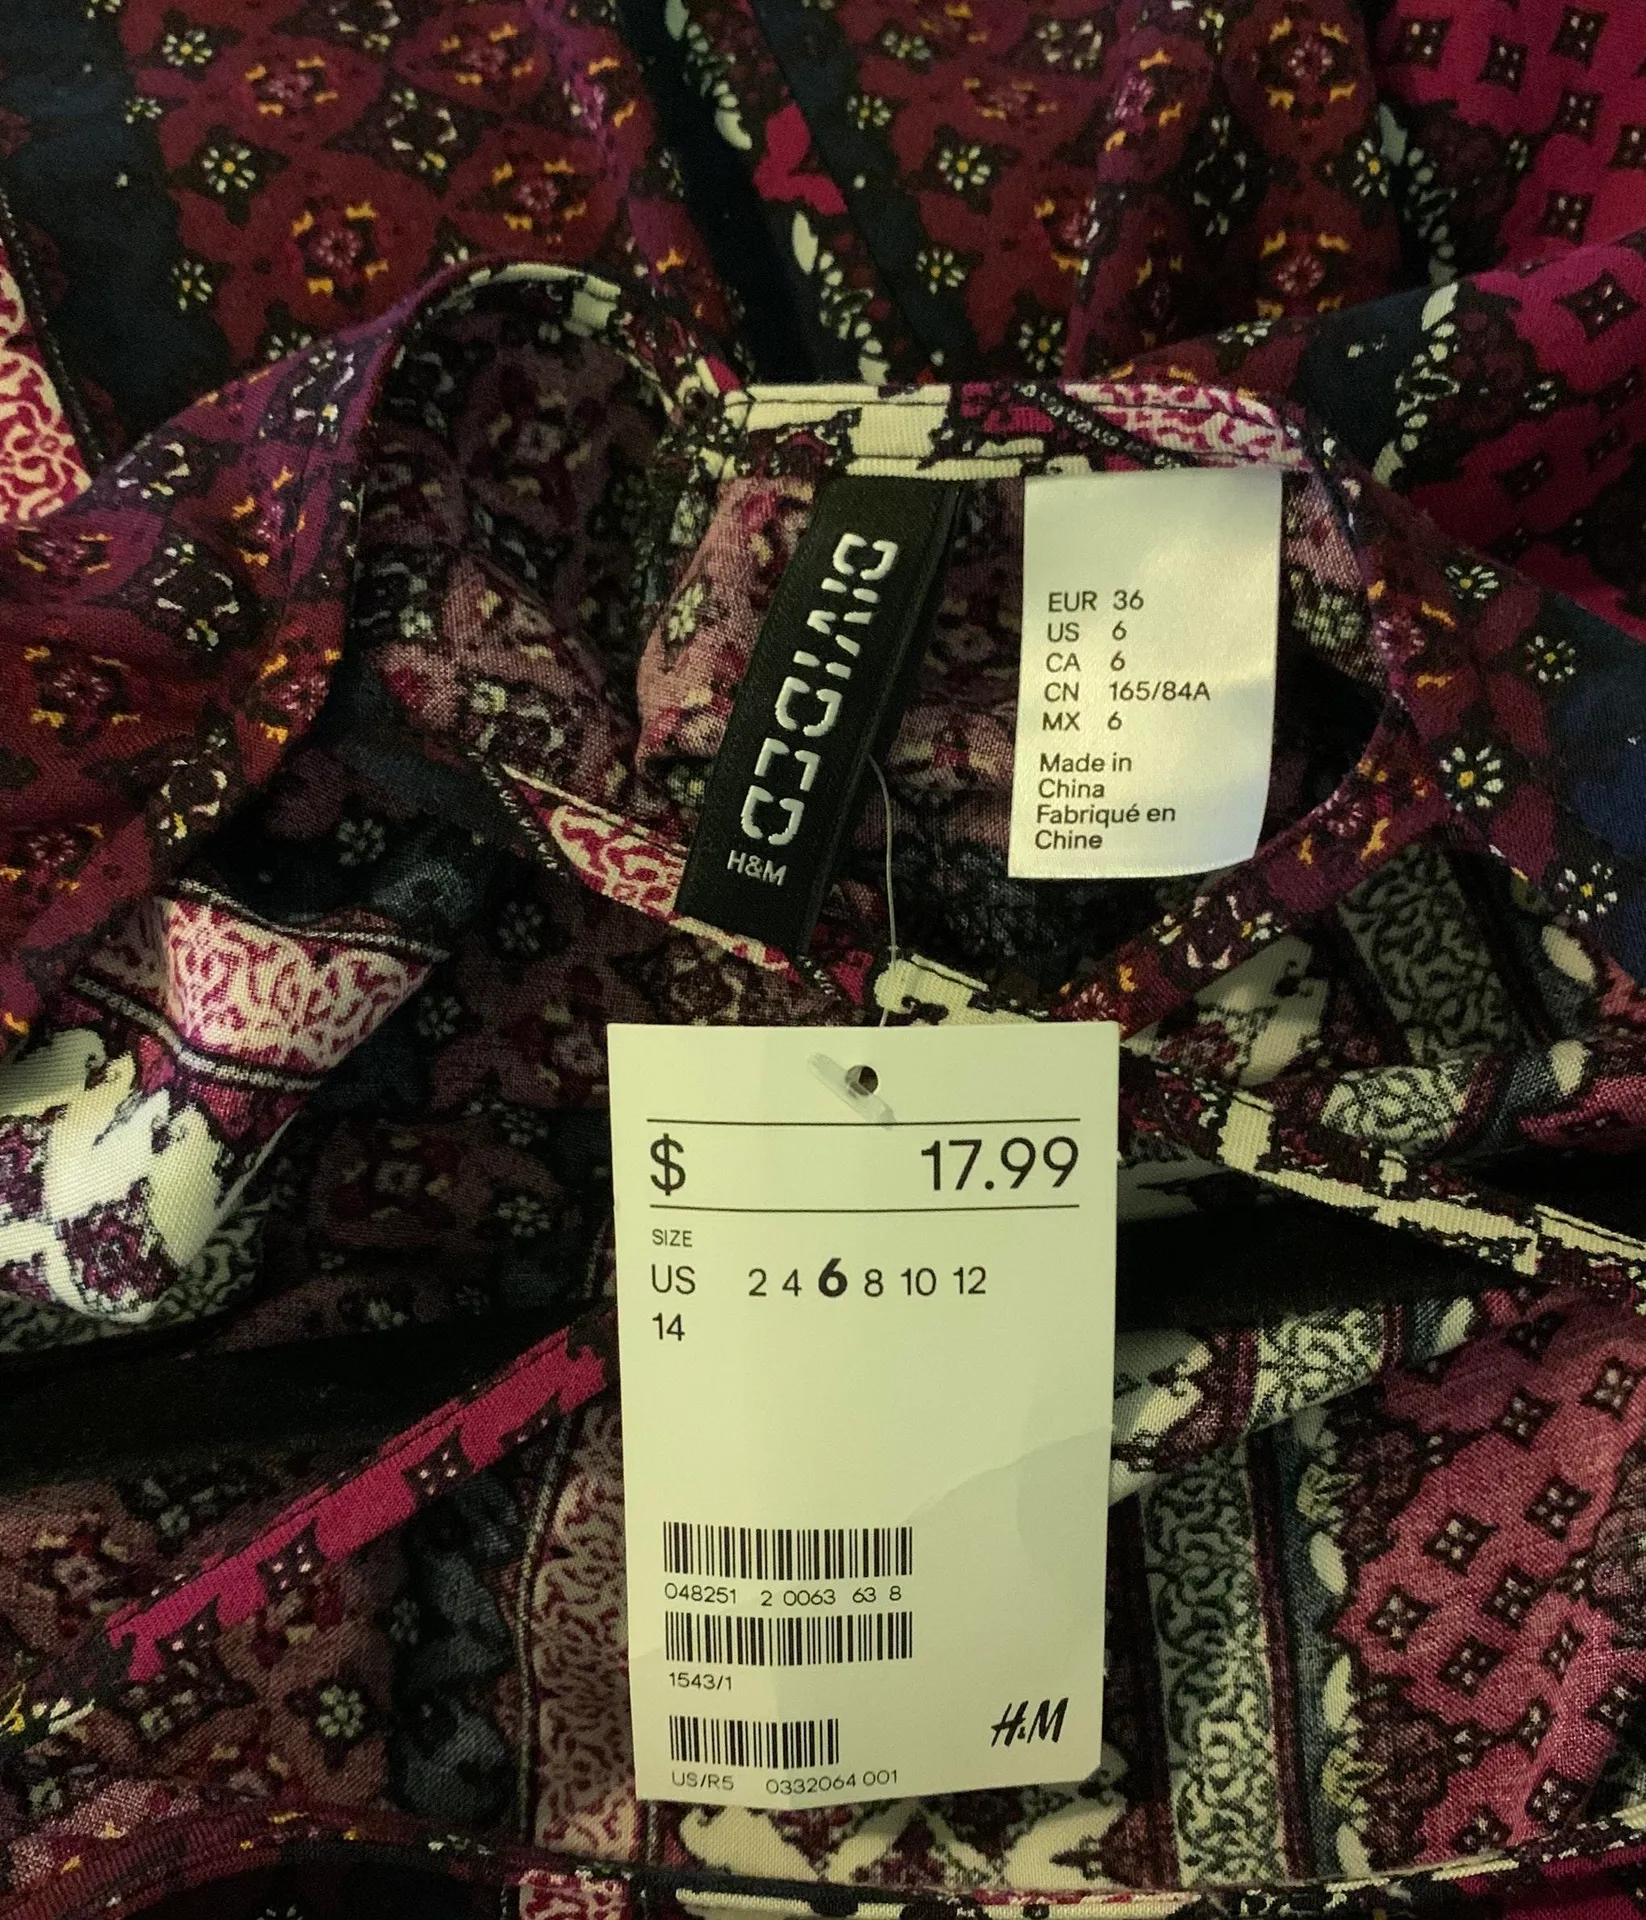 DIVIDED
H&M
EUR 36
US 6
CA 6
CN 165/84A
MX 6
Made in
China
Fabriqué en
Chine
$ 17.99
SIZE
US 2 4 6 8 10 12
14
048251 2 0063 63 8
1543/1
H&M
US/R5 0332064 001